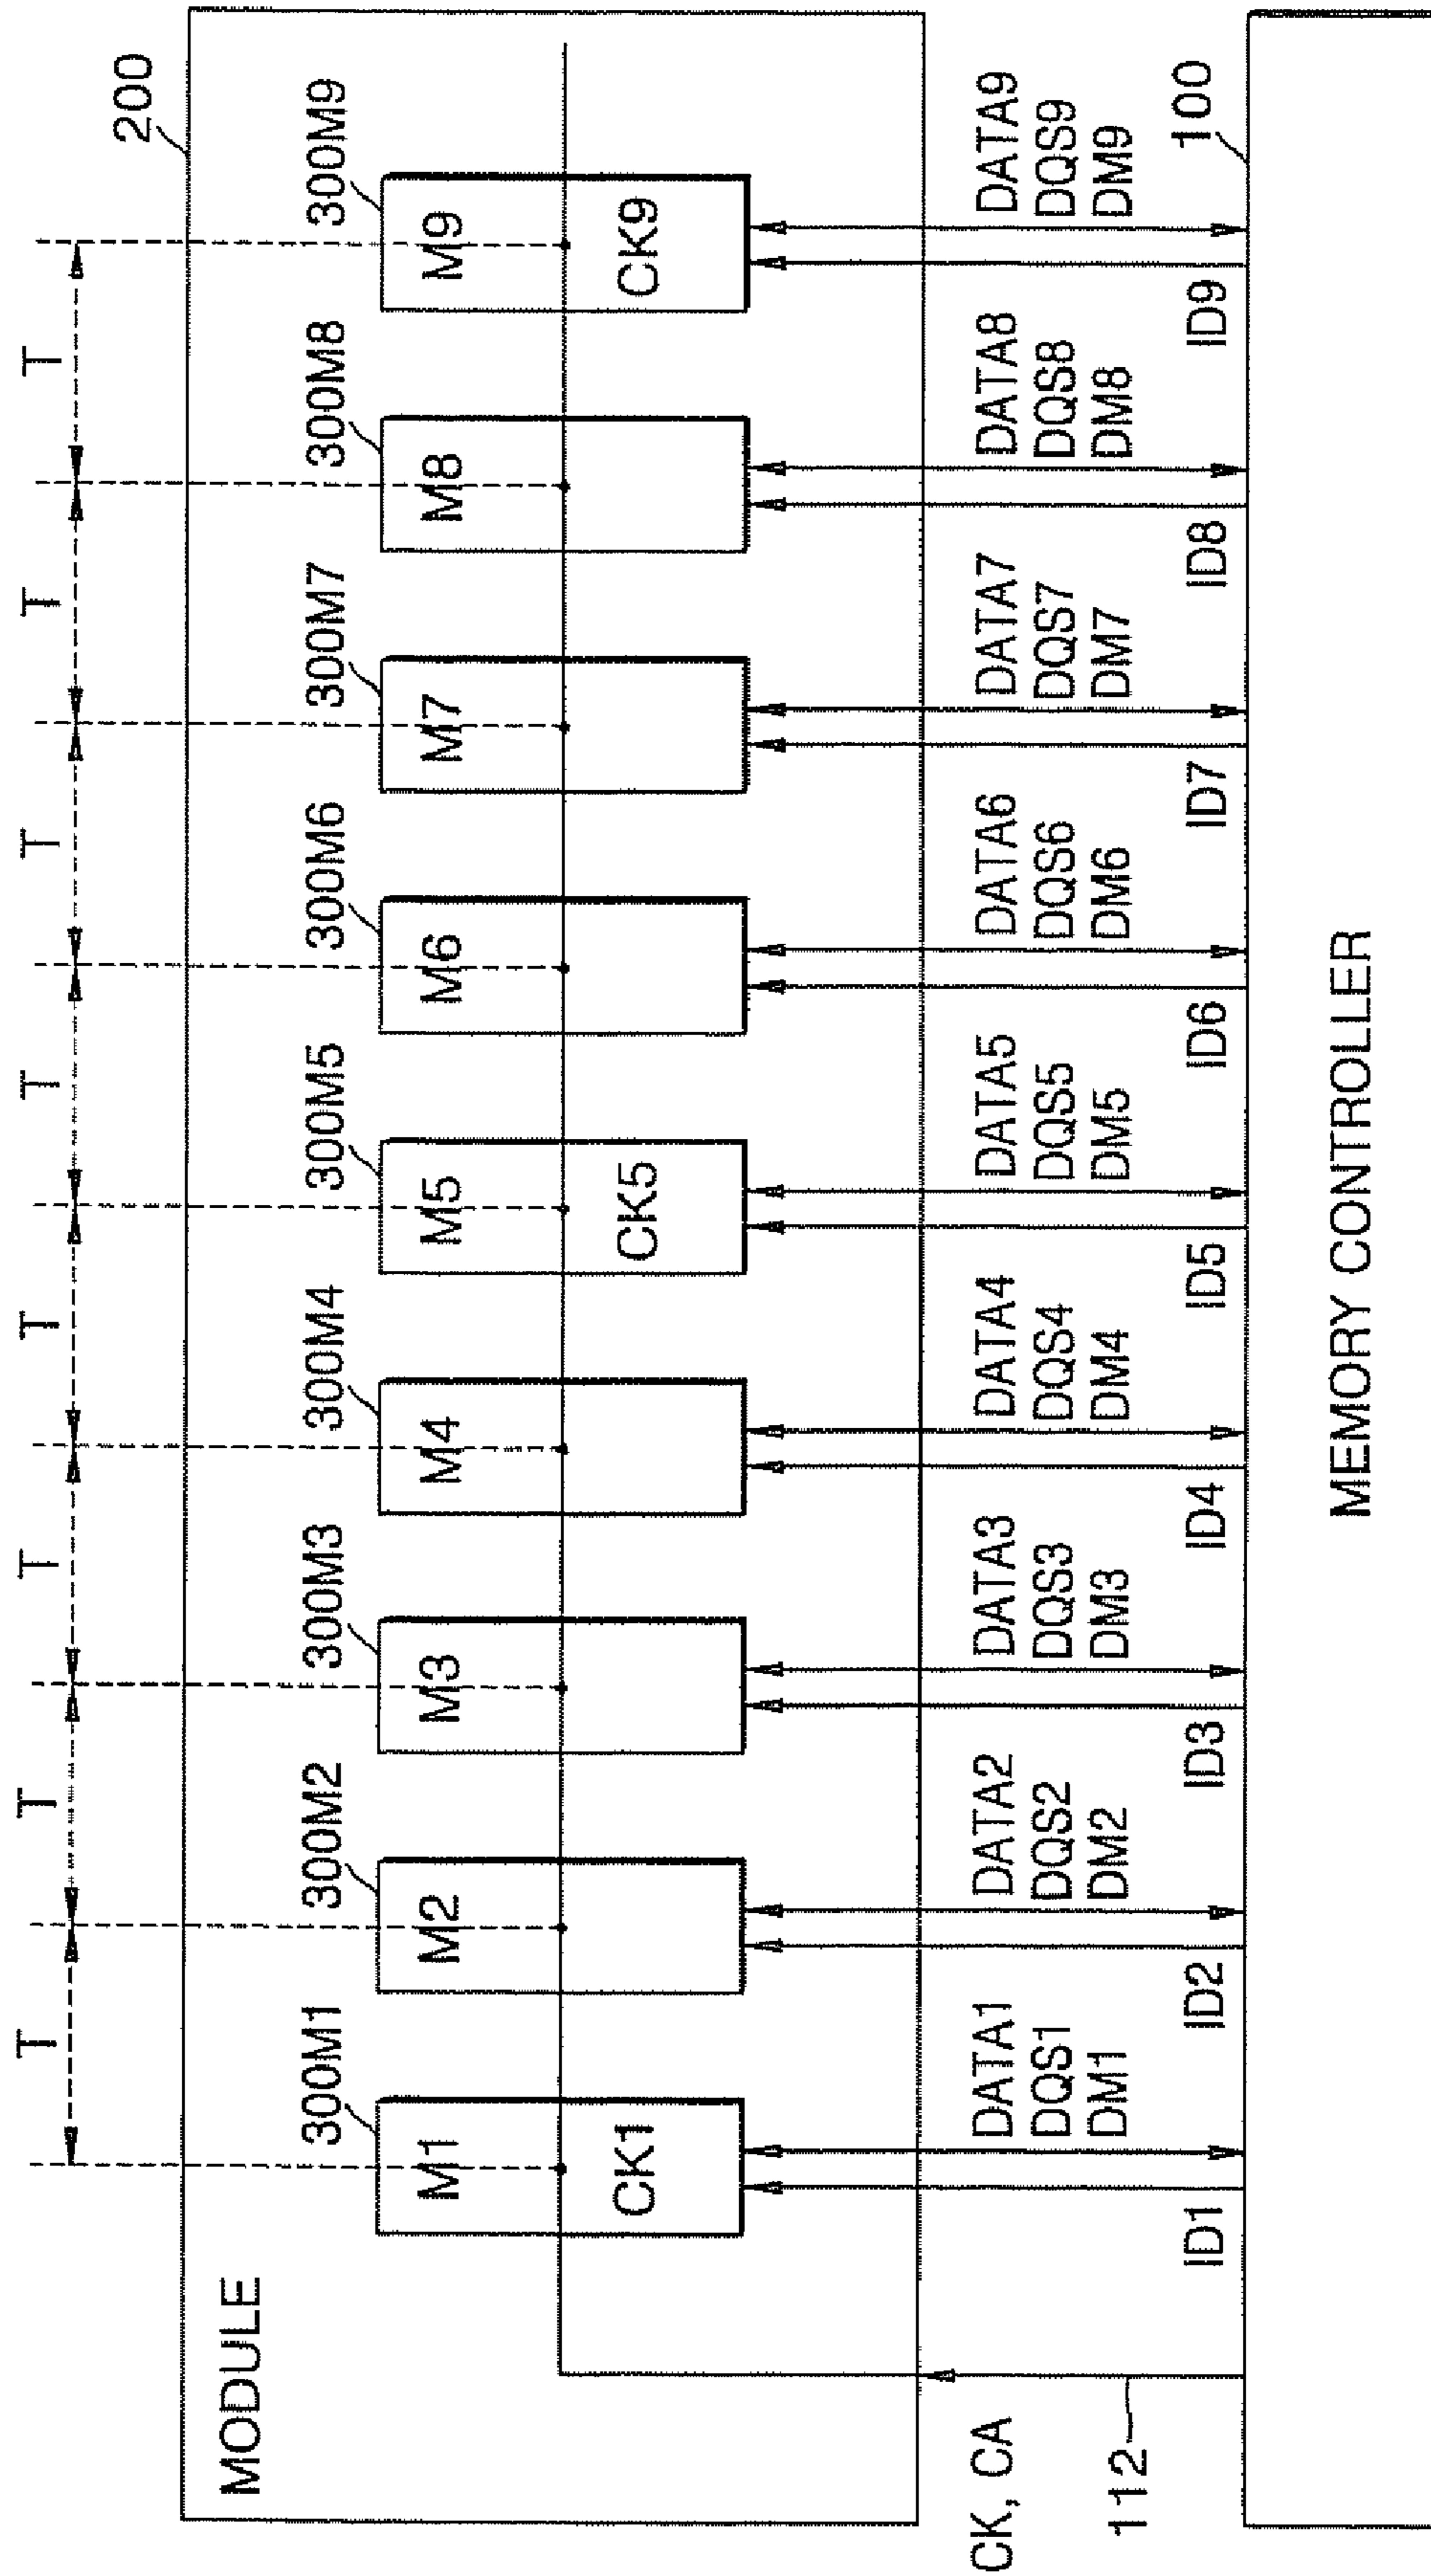 T T T T T T T T
200
MODULE
300M1 300M2 300M3 300M4 300M5 300M6 300M7 300M8 300M9
M1 M2 M3 M4 M5 M6 M7 M8 M9
CK1 CK5 CK9
CK, CA
DATA1 DATA2 DATA3 DATA4 DATA5 DATA6 DATA7 DATA8 DATA9
DQS1 DQS2 DQS3 DQS4 DQS5 DQS6 DQS7 DQS8 DQS9
DM1 DM2 DM3 DM4 DM5 DM6 DM7 DM8 DM9
112
ID1 ID2 ID3 ID4 ID5 ID6 ID7 ID8 ID9
100
MEMORY CONTROLLER